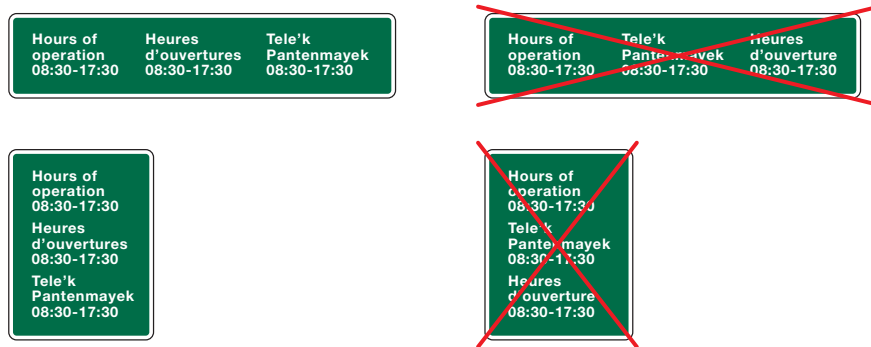 Hours of
operation
08:30-17:30
Heures
d’ouvertures
08:30-17:30
Tele’k
Pantenmayek
08:30-17:30
Hours of
operation
08:30-17:30
Tele’k
Pantenmayek
08:30-17:30
Heures
d’ouverture
08:30-17:30
Hours of
operation
08:30-17:30
Heures
d’ouvertures
08:30-17:30
Tele’k
Pantenmayek
08:30-17:30
Hours of
operation
08:30-17:30
Tele’k
Pantenmayek
08:30-17:30
Heures
d’ouverture
08:30-17:30